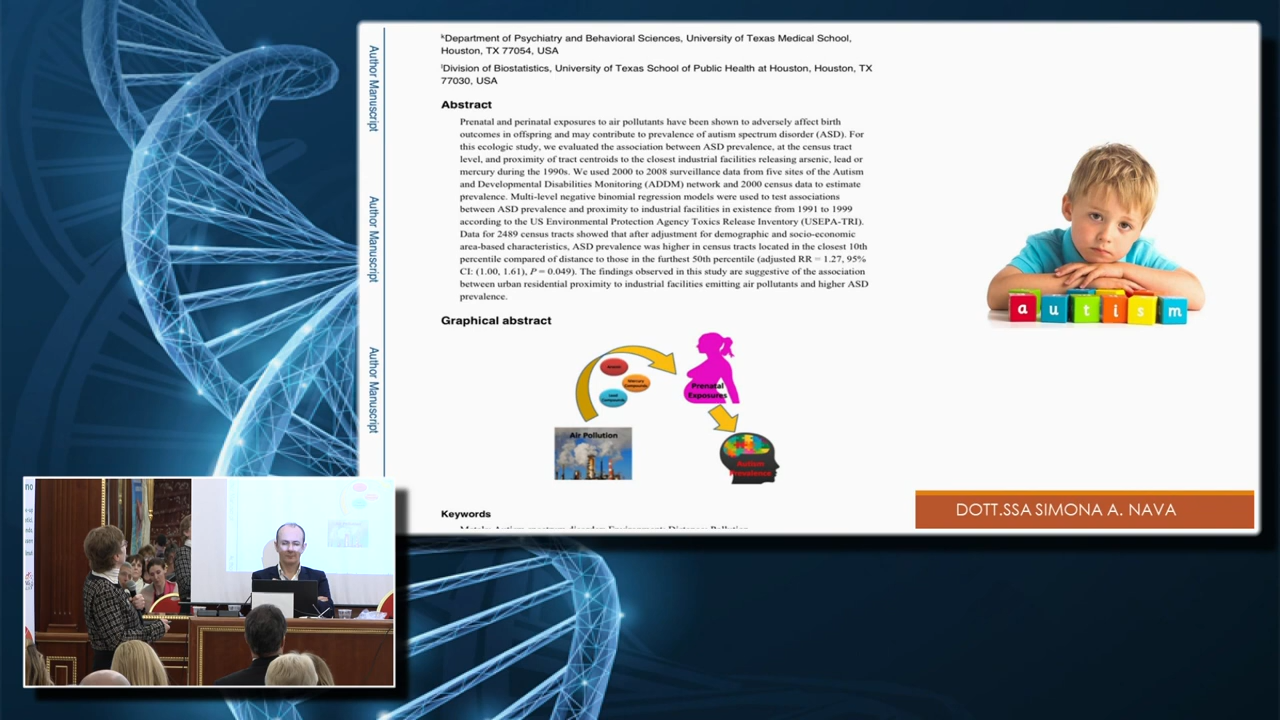 ᵏDepartment of Psychiatry and Behavioral Sciences, University of Texas Medical School,
Houston, TX 77054, USA
ˡDivision of Biostatistics, University of Texas School of Public Health at Houston, Houston, TX
77030, USA
Abstract
Prenatal and perinatal exposures to air pollutants have been shown to adversely affect birth
outcomes in offspring and may contribute to prevalence of autism spectrum disorder (ASD). For
this ecologic study, we evaluated the association between ASD prevalence, at the census tract
level, and proximity of tract centroids to the closest industrial facilities releasing arsenic, lead or
mercury during the 1990s. We used 2000 to 2008 surveillance data from five sites of the Autism
and Developmental Disabilities Monitoring (ADDM) network and 2000 census data to estimate
prevalence. Multi-level negative binomial regression models were used to test associations
between ASD prevalence and proximity to industrial facilities in existence from 1991 to 1999
according to the US Environmental Protection Agency Toxics Release Inventory (USEPA-TRI).
Data for 2489 census tracts showed that after adjustment for demographic and socio-economic
area-based characteristics, ASD prevalence was higher in census tracts located in the closest 10th
percentile compared of distance to those in the furthest 50th percentile (adjusted RR = 1.27, 95%
CI: (1.00, 1.61), P = 0.049). The findings observed in this study are suggestive of the association
between urban residential proximity to industrial facilities emitting air pollutants and higher ASD
prevalence.
Graphical abstract
Arsenic
Mercury
Compounds
Lead
Compounds
Prenatal
Exposures
Air Pollution
Autism
Prevalence
Keywords
Author Manuscript
Author Manuscript
Author Manuscript
autism
DOTT.SSA SIMONA A. NAVA
no